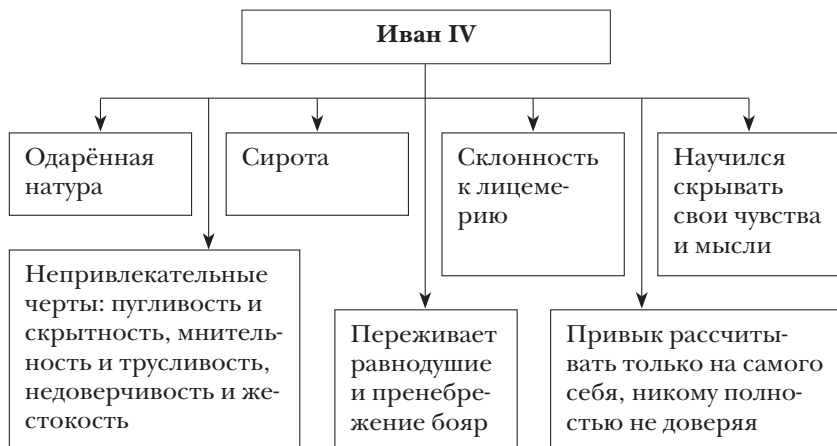 Иван IV
Одарённая
натура
Сирота
Склонность
к лицеме-
рию
Научился
скрывать
свои чувства
и мысли
Непривлекательные
черты: пугливость и
скрытность, мнитель-
ность и трусливость,
недоверчивость и же-
стокость
Переживает
равнодушие
и пренебре-
жение бояр
Привык рассчиты-
вать только на самого
себя, никому полно-
стью не доверяя